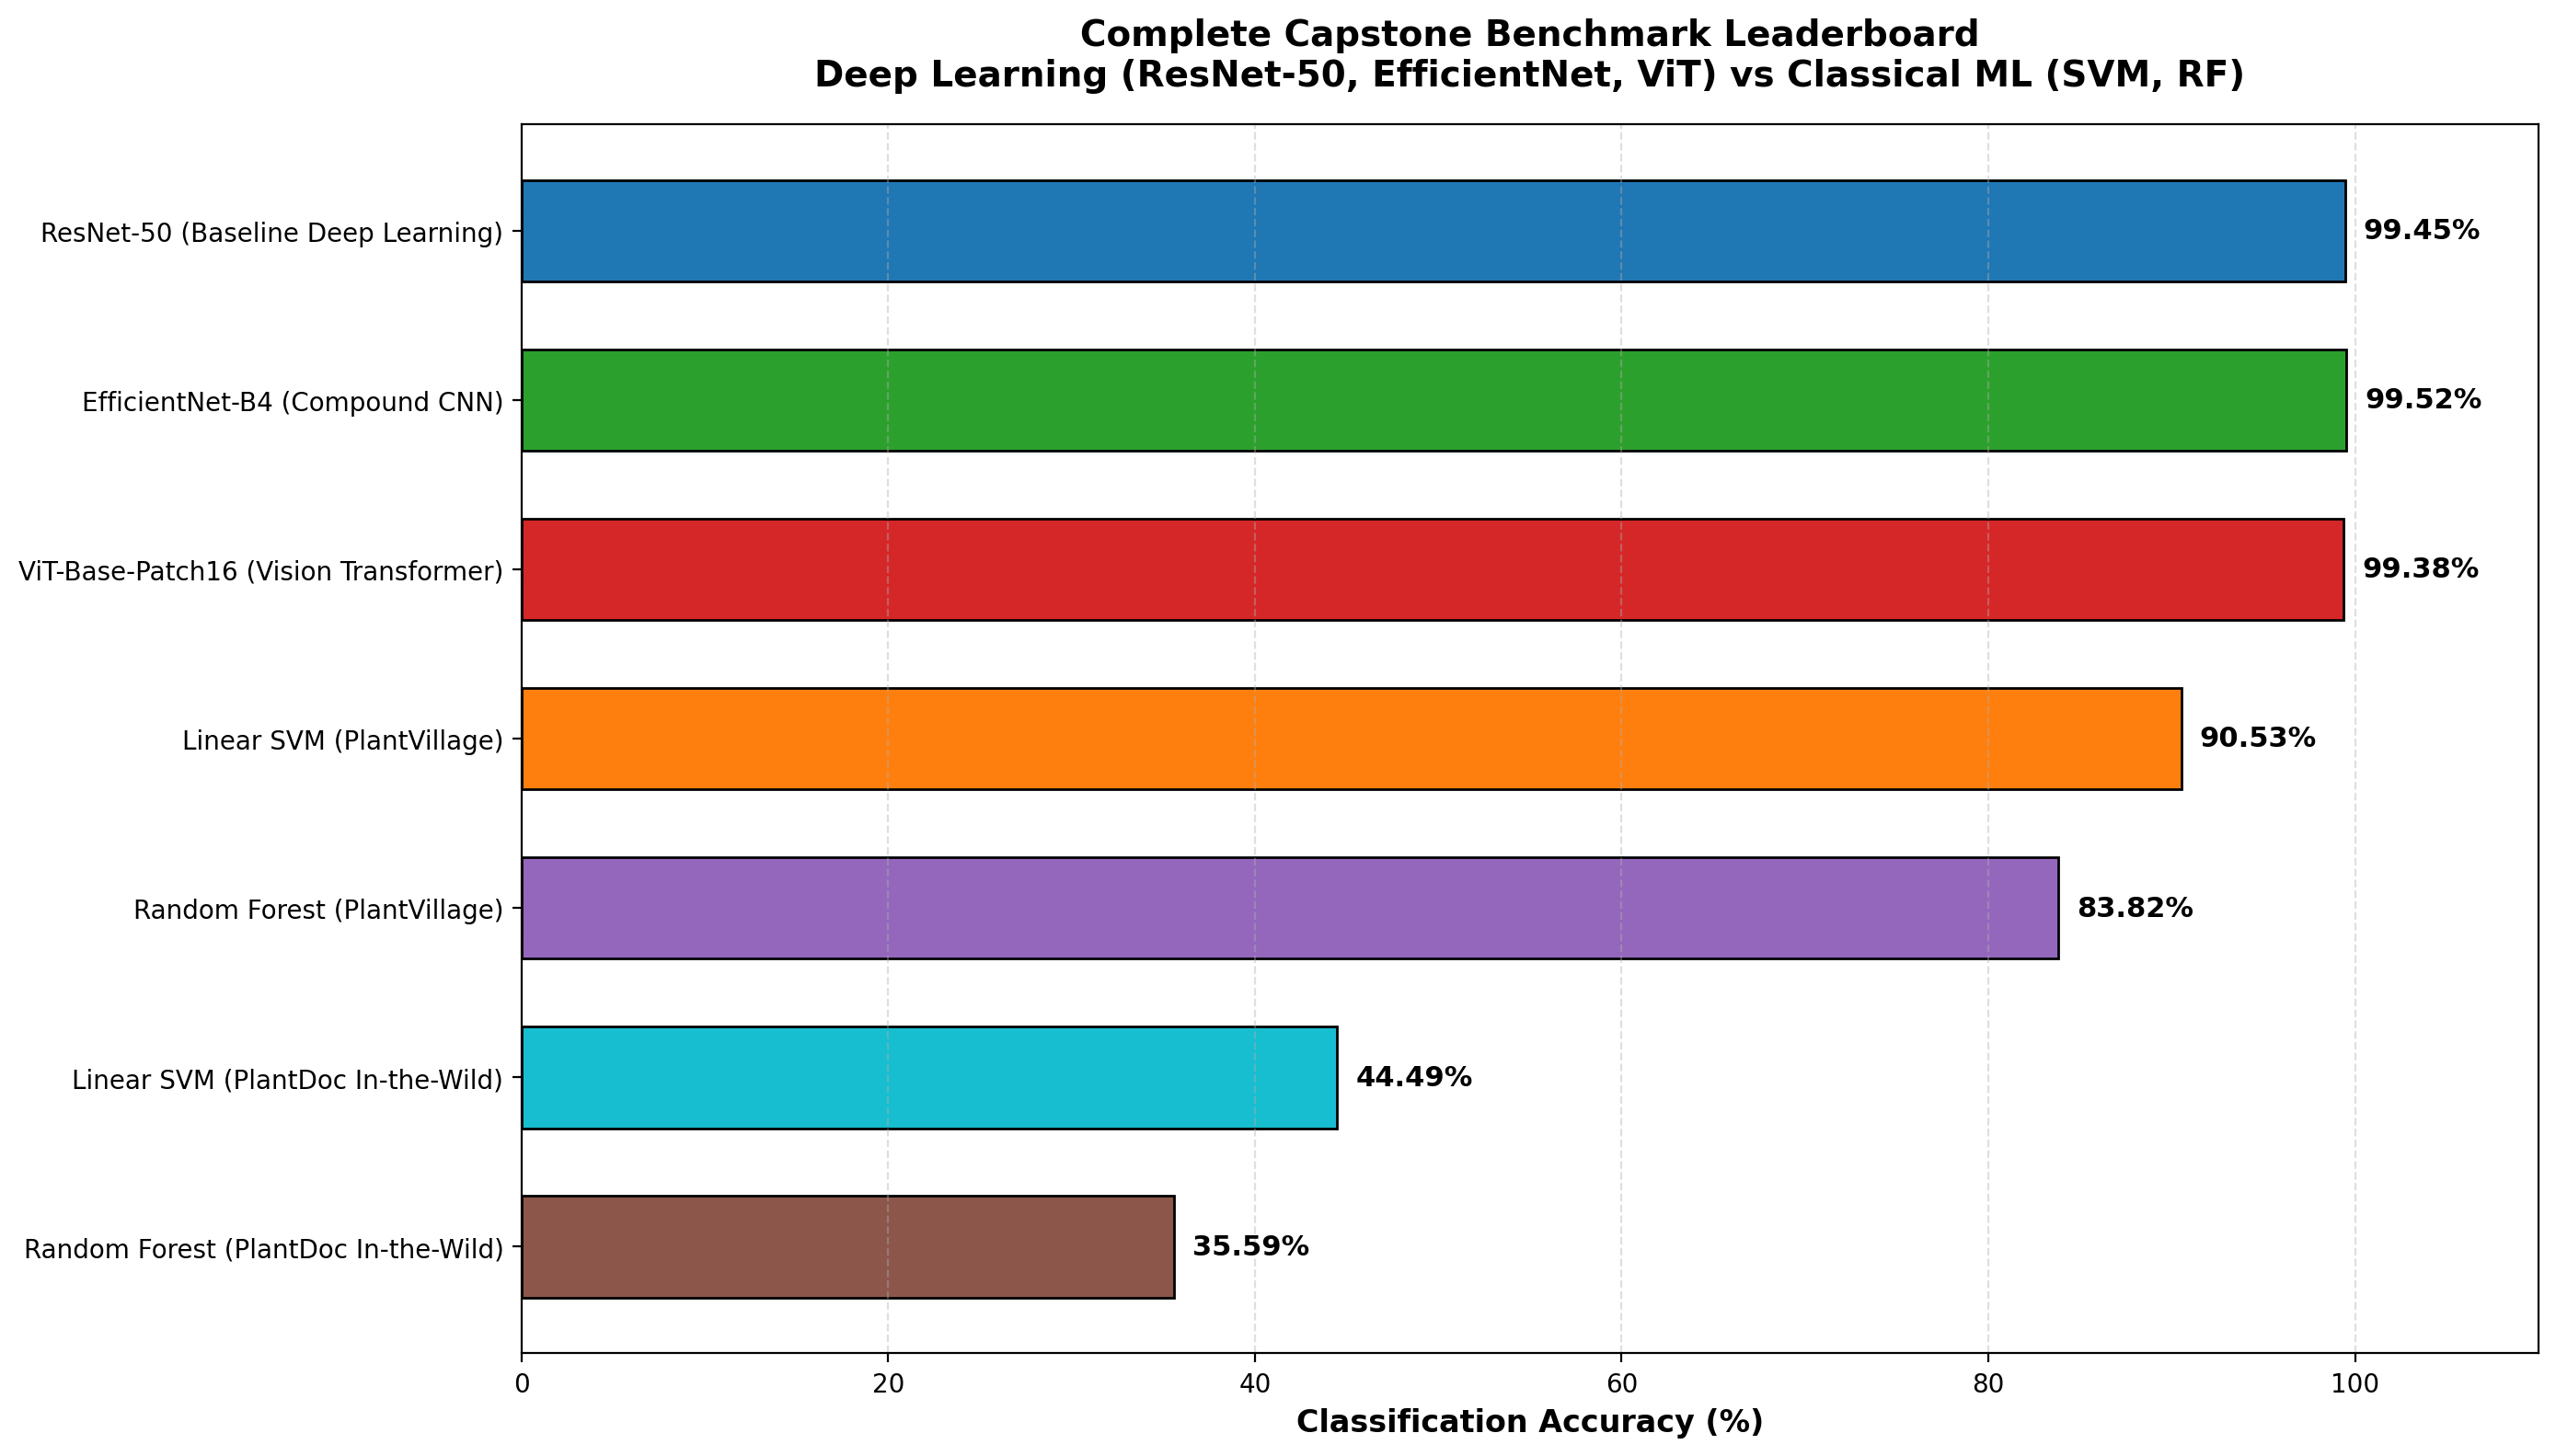 Complete Capstone Benchmark Leaderboard
Deep Learning (ResNet-50, EfficientNet, ViT) vs Classical ML (SVM, RF)
ResNet-50 (Baseline Deep Learning)
99.45%
EfficientNet-B4 (Compound CNN)
99.52%
ViT-Base-Patch16 (Vision Transformer)
99.38%
Linear SVM (PlantVillage)
90.53%
Random Forest (PlantVillage)
83.82%
Linear SVM (PlantDoc In-the-Wild)
44.49%
Random Forest (PlantDoc In-the-Wild)
35.59%
0 20 40 60 80 100
Classification Accuracy (%)